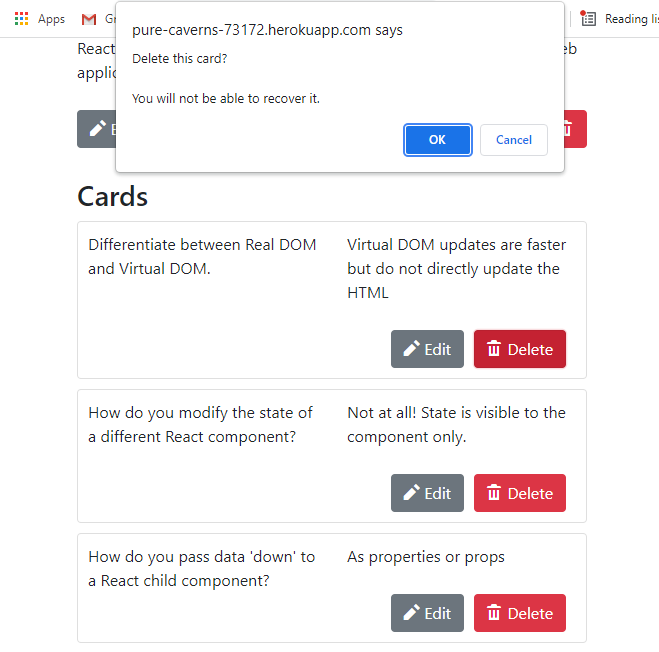 Apps
Reading
pure-caverns-73172.herokuapp.com says
Delete this card?
You will not be able to recover it.
OK Cancel
React
Cards
Differentiate between Real DOM
and Virtual DOM.
Virtual DOM updates are faster
but do not directly update the
HTML
Edit Delete
How do you modify the state of
a different React component?
Not at all! State is visible to the
component only.
Edit Delete
How do you pass data 'down' to
a React child component?
As properties or props
Edit Delete